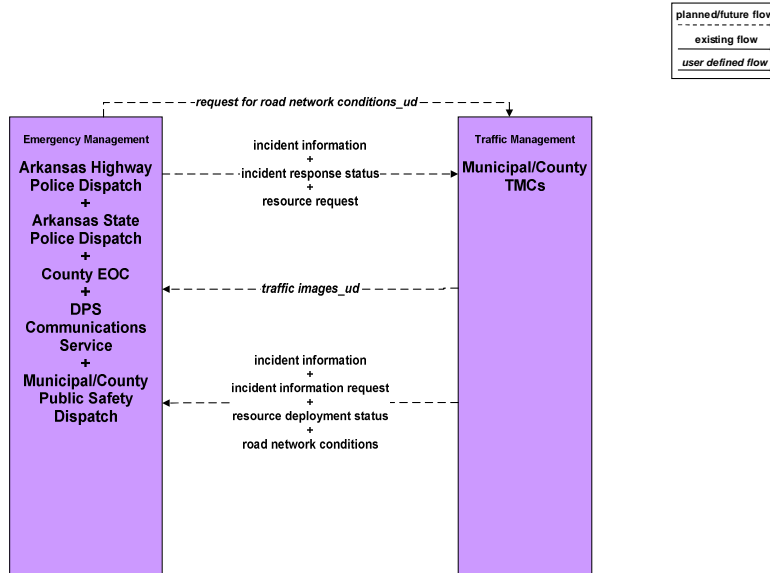 planned/future flow
existing flow
user defined flow
request for road network conditions_ud
Emergency Management
Arkansas Highway
Police Dispatch
+
Arkansas State
Police Dispatch
+
County EOC
+
DPS
Communications
Service
+
Municipal/County
Public Safety
Dispatch
incident information
+
incident response status
+
resource request
traffic images_ud
incident information
+
incident information request
+
resource deployment status
+
road network conditions
Traffic Management
Municipal/County
TMCs